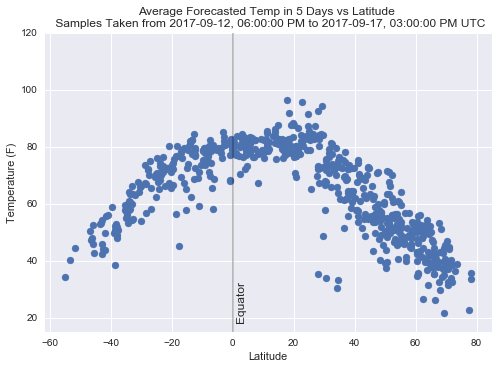 Average Forecasted Temp in 5 Days vs Latitude
Samples Taken from 2017-09-12, 06:00:00 PM to 2017-09-17, 03:00:00 PM UTC
120
100
80
60
40
20
Temperature (F)
Equator
−60 −40 −20 0 20 40 60 80
Latitude